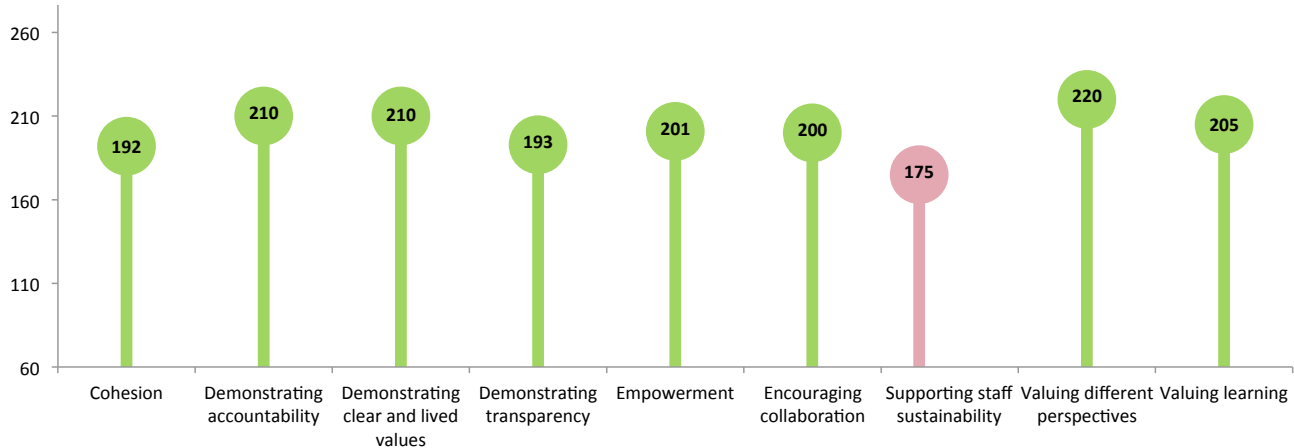 260
210
160
110
60
192
210
210
193
201
200
175
220
205
Cohesion
Demonstrating
accountability
Demonstrating
clear and lived
values
Demonstrating
transparency
Empowerment
Encouraging
collaboration
Supporting staff
sustainability
Valuing different
perspectives
Valuing learning